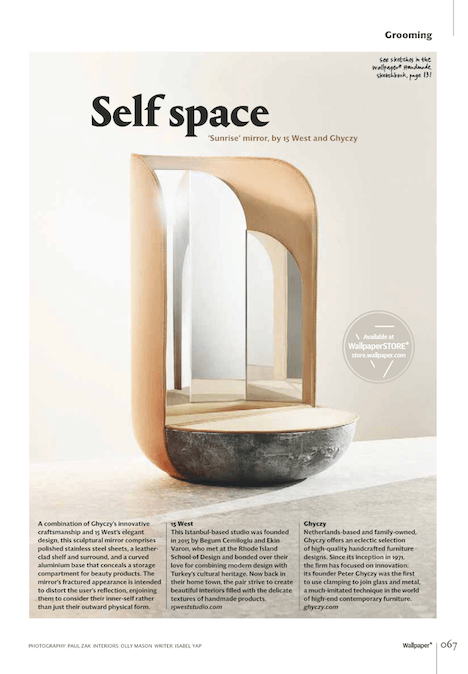 Grooming
See sketches in the
Wallpaper* Handmade
sketchbook, page 131
Self space
‘Sunrise’ mirror, by 15 West and Ghyczy
Available at
WallpaperSTORE*
store.wallpaper.com
A combination of Ghyczy's innovative
craftsmanship and 15 West's elegant
design, this sculptural mirror comprises
polished stainless steel sheets, a leather-
clad shelf and surround, and a curved
aluminium base that conceals a storage
compartment for beauty products. The
mirror's fractured appearance is intended
to distort the user's reflection, enjoining
them to consider their inner-self rather
than just their outward physical form.
15 West
This Istanbul-based studio was founded
in 2015 by Begum Cemiloglu and Ekin
Varon, who met at the Rhode Island
School of Design and bonded over their
love for combining modern design with
Turkey's cultural heritage. Now back in
their home town, the pair strive to create
beautiful interiors filled with the delicate
textures of handmade products.
15weststudio.com
Ghyczy
Netherlands-based and family-owned,
Ghyczy offers an eclectic selection
of high-quality handcrafted furniture
designs. Since its inception in 1971,
the firm has focused on innovation:
its founder Peter Ghyczy was the first
to use clamping to join glass and metal,
a much-imitated technique in the world
of high-end contemporary furniture.
ghyczy.com
PHOTOGRAPHY: PAUL ZAK INTERIORS: OLLY MASON WRITER: ISABEL YAP
Wallpaper* 067